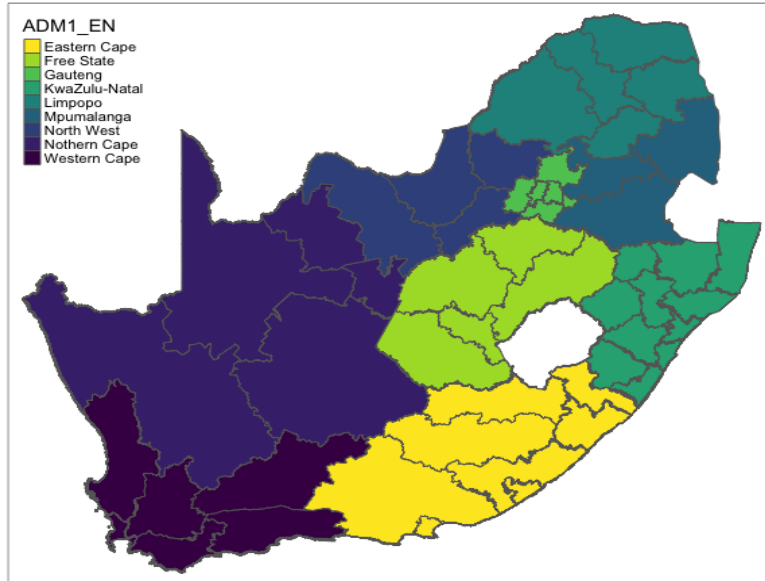 ADM1_EN
Eastern Cape
Free State
Gauteng
KwaZulu-Natal
Limpopo
Mpumalanga
North West
Nothern Cape
Western Cape